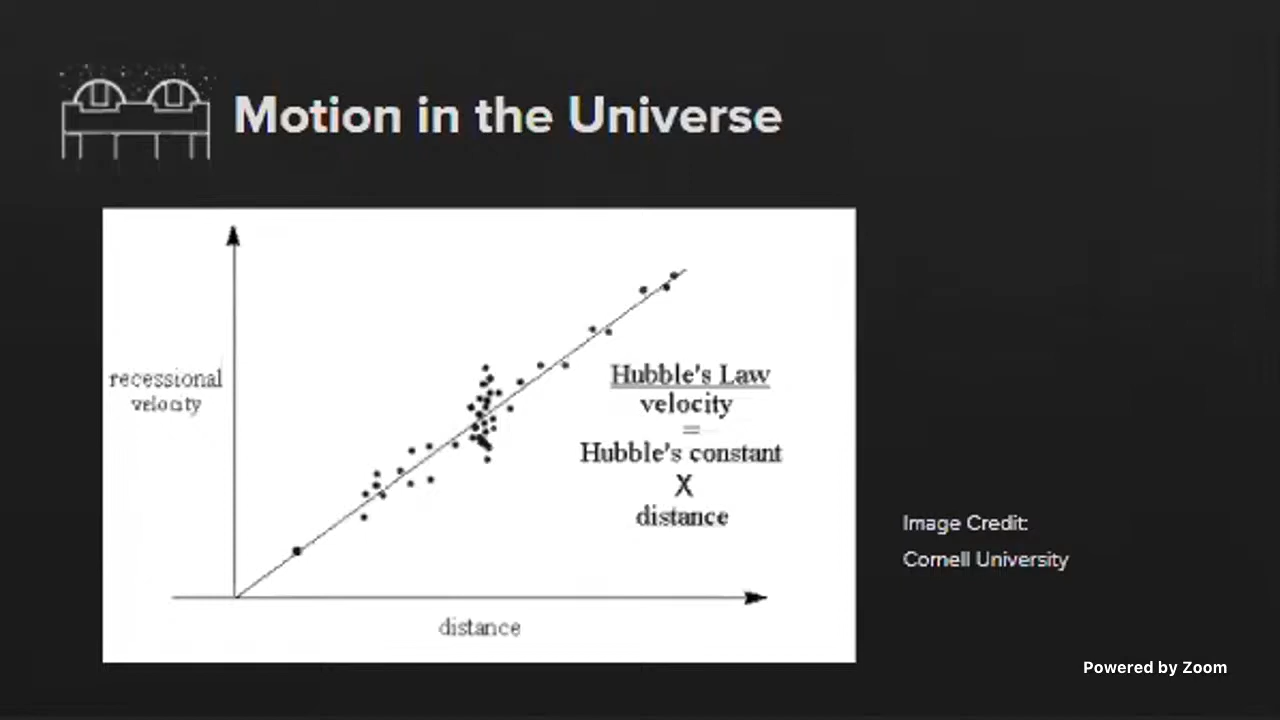 Motion in the Universe
recessional
velocity
Hubble's Law
velocity
=
Hubble's constant
X
distance
distance
Image Credit:
Cornell University
Powered by Zoom